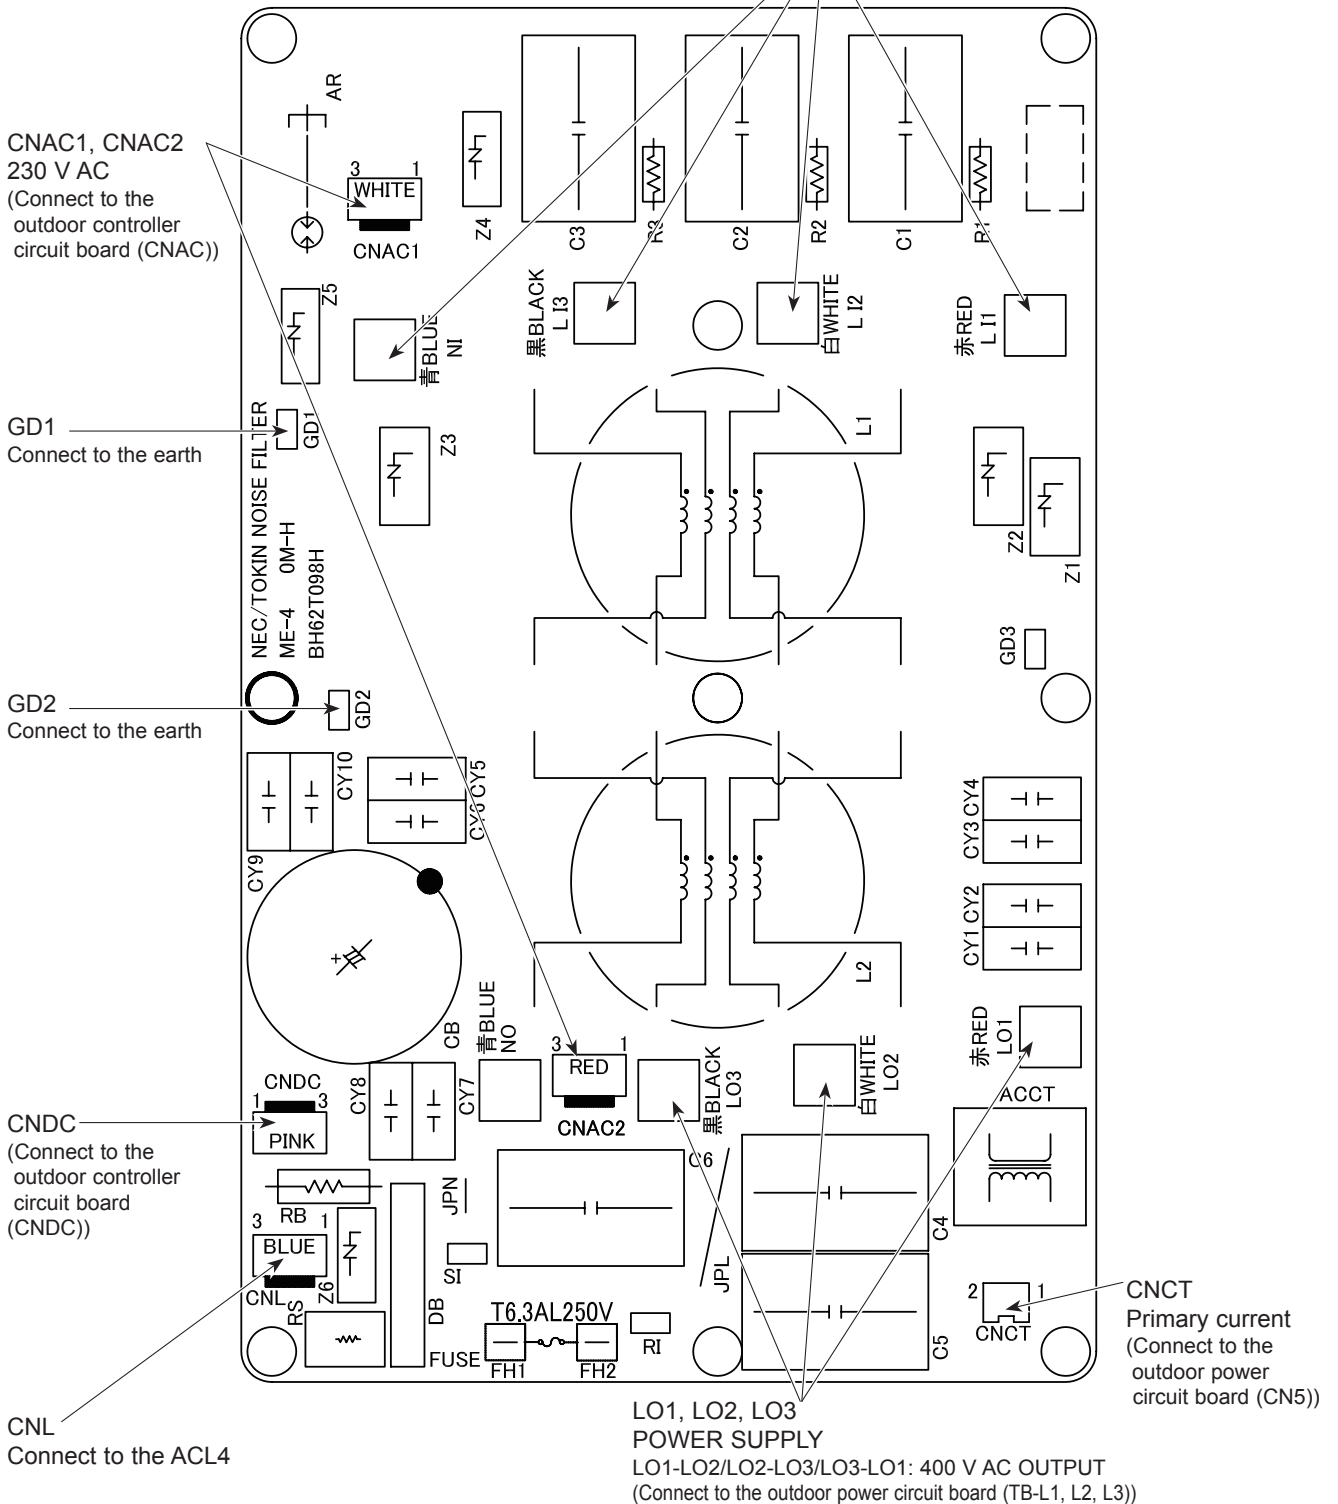 AR
CNAC1, CNAC2
230 V AC
(Connect to the
outdoor controller
circuit board (CNAC))
3 1
WHITE
CNAC1
Z4
C3
R3
C2
R2
C1
R1
Z5
青BLUE
NI
黒BLACK
L I3
白WHITE
L I2
赤RED
L I1
GD1
Connect to the earth
GD1
NEC/TOKIN NOISE FILTER
ME-4 0M-H
BH62T098H
Z3
L1
Z2
Z1
GD3
GD2
Connect to the earth
GD2
CY10
CY9
CY5
CY6
CY4
CY3
CY2
CY1
L2
+
CB
青BLUE
NO
3 1
RED
CNAC2
黒BLACK
LO3
白WHITE
LO2
赤RED
LO1
ACCT
CNDC
(Connect to the
outdoor controller
circuit board
(CNDC))
CNDC
1 3
PINK
CY8
CY7
RB
3 1
BLUE
CNL
Z6
RS
DB
JPN
SI
C6
JPL
C4
C5
T6.3AL250V
FUSE
FH1
FH2
RI
2 1
CNCT
CNCT
Primary current
(Connect to the
outdoor power
circuit board (CN5))
CNL
Connect to the ACL4
LO1, LO2, LO3
POWER SUPPLY
LO1-LO2/LO2-LO3/LO3-LO1: 400 V AC OUTPUT
(Connect to the outdoor power circuit board (TB-L1, L2, L3))